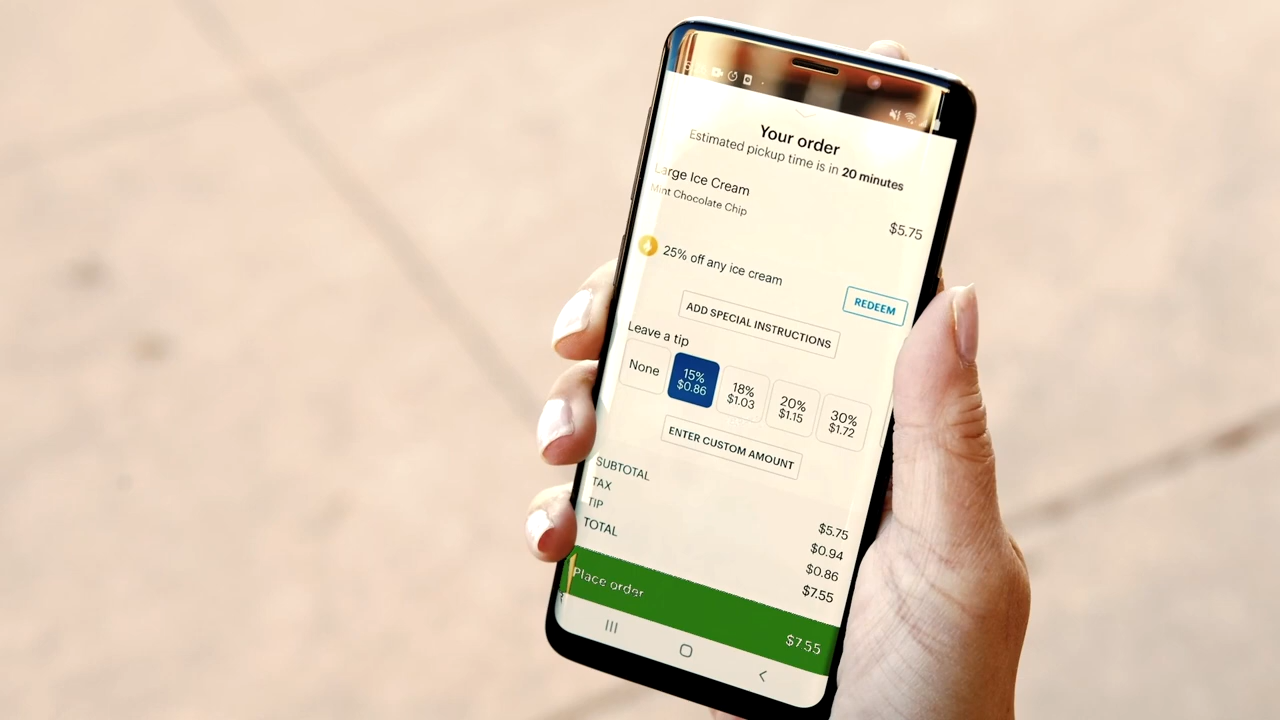 Your order
Estimated pickup time is in 20 minutes
Large Ice Cream
Mint Chocolate Chip
$5.75
25% off any ice cream
REDEEM
ADD SPECIAL INSTRUCTIONS
Leave a tip
None
15%
$0.86
18%
$1.03
20%
$1.15
30%
$1.72
ENTER CUSTOM AMOUNT
SUBTOTAL $5.75
TAX $0.94
TIP $0.86
TOTAL $7.55
Place order $7.55